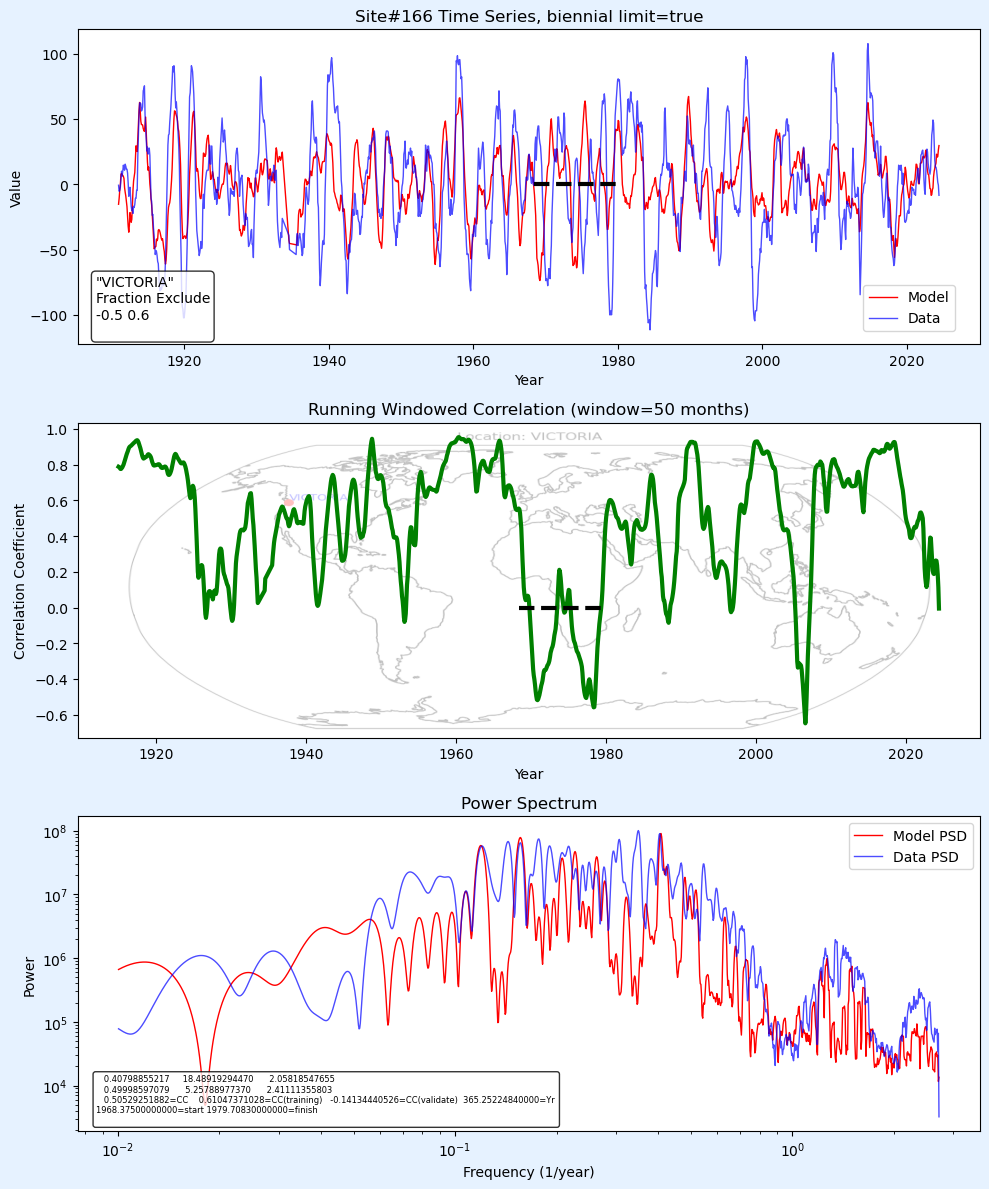 Site#166 Time Series, biennial limit=true
Value
100
50
0
−50
−100
"VICTORIA"
Fraction Exclude
-0.5 0.6
Model
Data
1920 1940 1960 1980 2000 2020
Year
Running Windowed Correlation (window=50 months)
Location: VICTORIA
Correlation Coefficient
1.0
0.8
0.6
0.4
0.2
0.0
−0.2
−0.4
−0.6
VICTORIA
1920 1940 1960 1980 2000 2020
Year
Power Spectrum
Power
10^8
10^7
10^6
10^5
10^4
Model PSD
Data PSD
0.40798855217 18.48919294470 2.05818547655
0.49998597079 5.25788977370 2.41111355803
0.50529251882=CC 0.61047371028=CC(training) -0.14134440526=CC(validate) 365.25224840000=Yr
1968.37500000000=start 1979.70830000000=finish
10^−2 10^−1 10^0
Frequency (1/year)